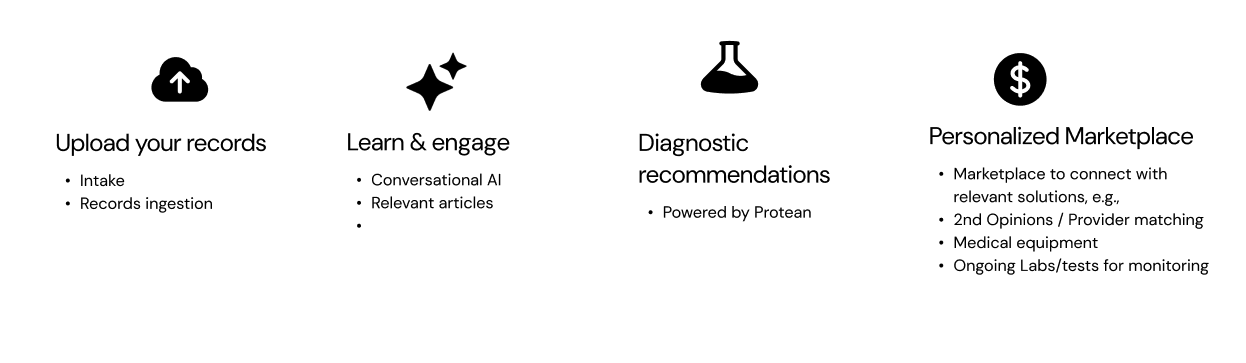 Upload your records
• Intake
• Records ingestion
Learn & engage
• Conversational AI
• Relevant articles
•
Diagnostic
recommendations
• Powered by Protean
Personalized Marketplace
• Marketplace to connect with
relevant solutions, e.g.,
• 2nd Opinions / Provider matching
• Medical equipment
• Ongoing Labs/tests for monitoring